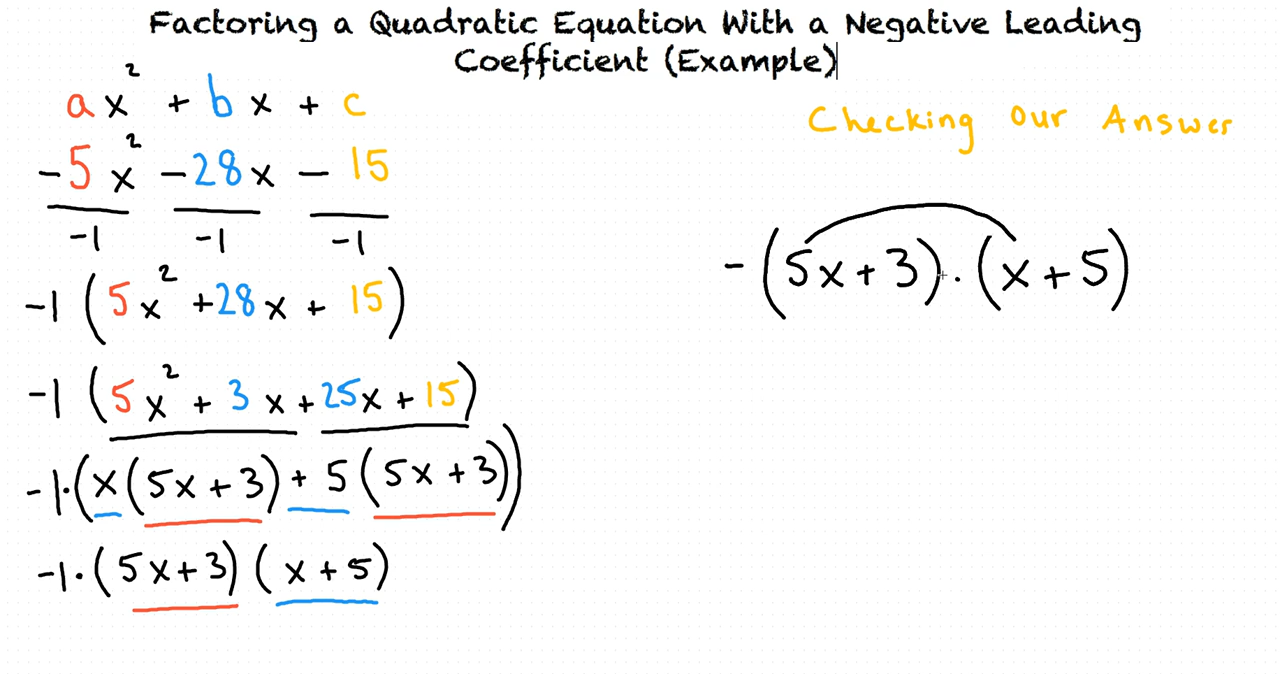 Factoring a Quadratic Equation With a Negative Leading
Coefficient (Example)
ax² + bx + c
-5x² -28x - 15
-1 -1 -1
-1 (5x² +28x + 15)
-1 (5x² + 3x + 25x + 15)
-1·(x(5x + 3) + 5(5x + 3))
-1·(5x + 3)(x + 5)
Checking Our Answer
-(5x + 3)·(x + 5)